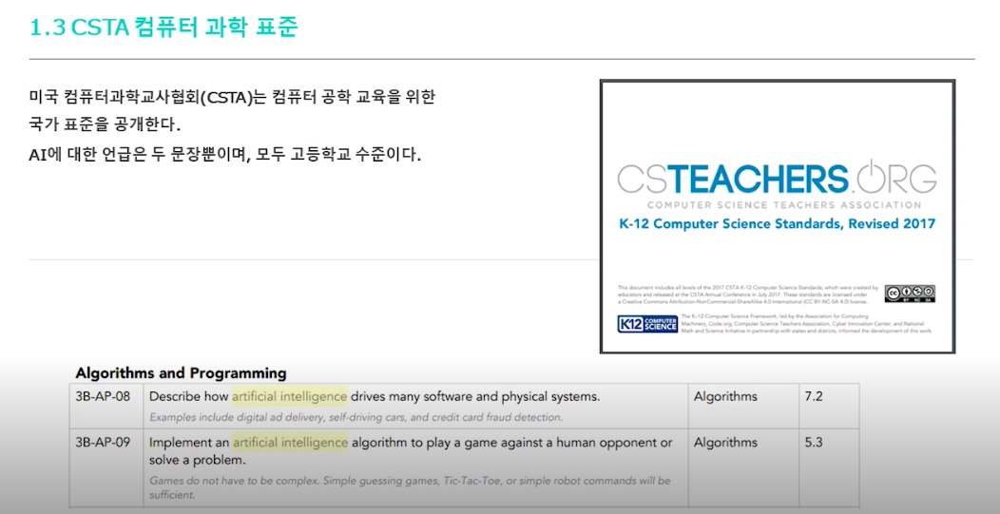 1.3 CSTA 컴퓨터 과학 표준
미국 컴퓨터과학교사협회(CSTA)는 컴퓨터 공학 교육을 위한
국가 표준을 공개한다.
AI에 대한 언급은 두 문장뿐이며, 모두 고등학교 수준이다.
CSTEACHERS.ORG
COMPUTER SCIENCE TEACHERS ASSOCIATION
K-12 Computer Science Standards, Revised 2017
This document includes all levels of the 2017 CSTA K-12 Computer Science Standards, which were created by
educators and released at the CSTA Annual Conference in July 2017. These standards are licensed under
a Creative Commons Attribution-NonCommercial-ShareAlike 4.0 International (CC BY-NC-SA 4.0) license.
CC BY NC SA
K12 COMPUTER SCIENCE
The K–12 Computer Science Framework, led by the Association for Computing
Machinery, Code.org, Computer Science Teachers Association, Cyber Innovation Center, and National
Math and Science Initiative in partnership with states and districts, informed the development of this work.
Algorithms and Programming
3B-AP-08 Describe how artificial intelligence drives many software and physical systems. Algorithms 7.2
Examples include digital ad delivery, self-driving cars, and credit card fraud detection.
3B-AP-09 Implement an artificial intelligence algorithm to play a game against a human opponent or Algorithms 5.3
solve a problem.
Games do not have to be complex. Simple guessing games, Tic-Tac-Toe, or simple robot commands will be
sufficient.